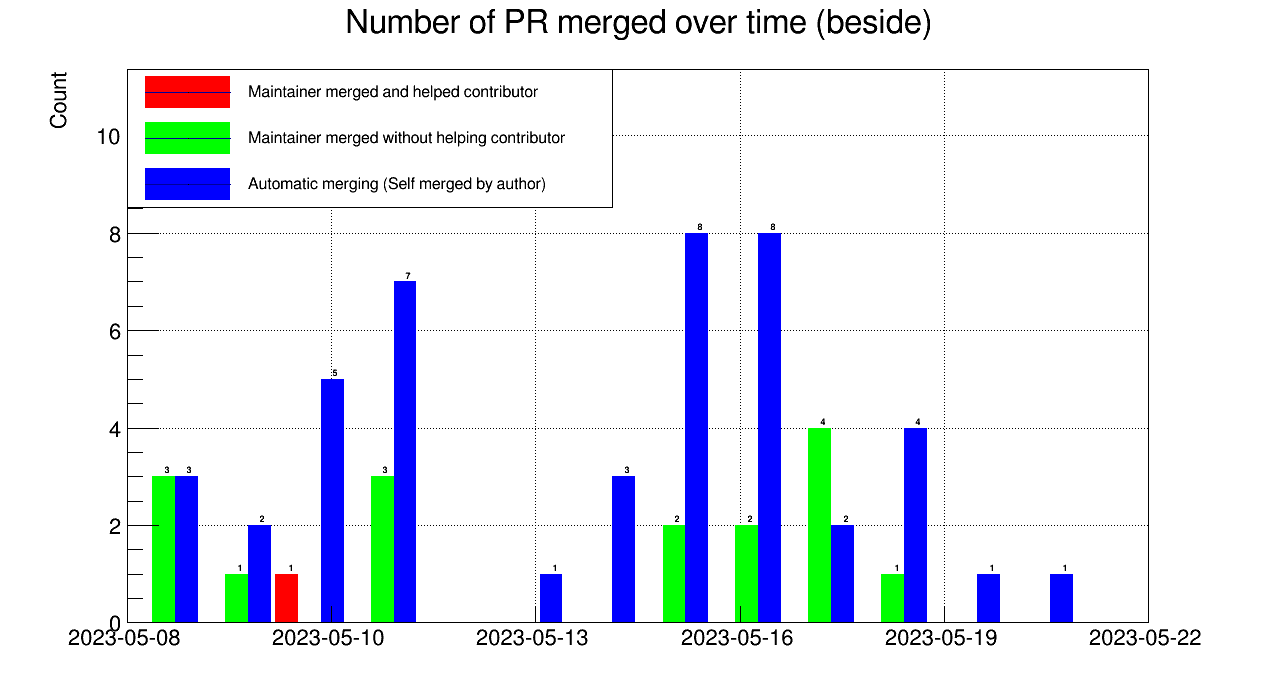 Number of PR merged over time (beside)
Count
Maintainer merged and helped contributor
Maintainer merged without helping contributor
Automatic merging (Self merged by author)
10
8
6
4
2
0
3 3 1 2 1 5 3 7 1 3 2 8 2 8 4 2 1 4 1 1
2023-05-08 2023-05-10 2023-05-13 2023-05-16 2023-05-19 2023-05-22